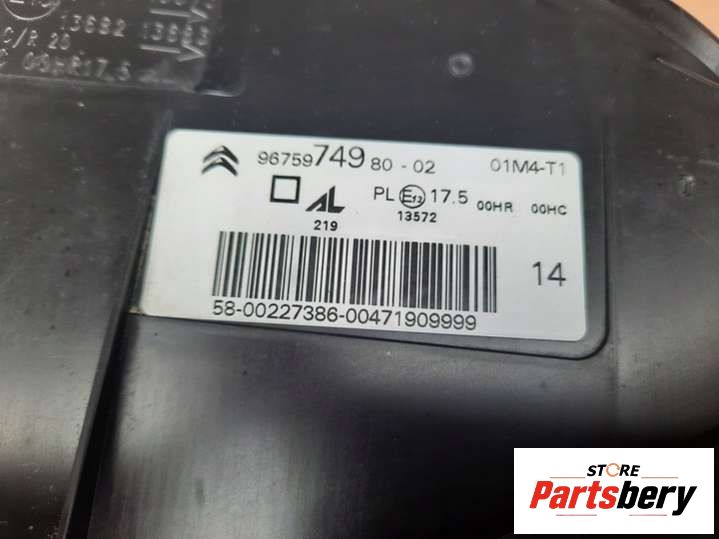 13682 13683
C/R 20
00HR17.5
9675974980-02 01M4-T1
AL PL E13 17.5 00HR 00HC
219 13572
14
58-00227386-00471909999
STORE
Partsbery